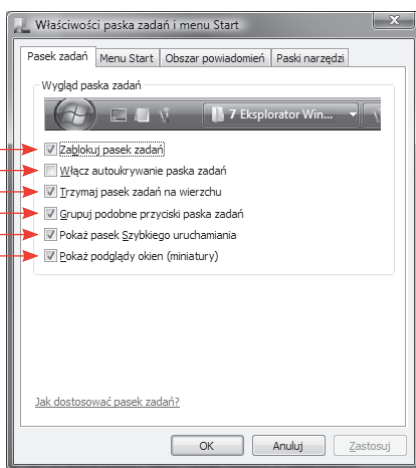 Właściwości paska zadań i menu Start
Pasek zadań Menu Start Obszar powiadomień Paski narzędzi
Wygląd paska zadań
7 Eksplorator Win...
Zablokuj pasek zadań
Włącz autoukrywanie paska zadań
Trzymaj pasek zadań na wierzchu
Grupuj podobne przyciski paska zadań
Pokaż pasek Szybkiego uruchamiania
Pokaż podglądy okien (miniatury)
Jak dostosować pasek zadań?
OK Anuluj Zastosuj